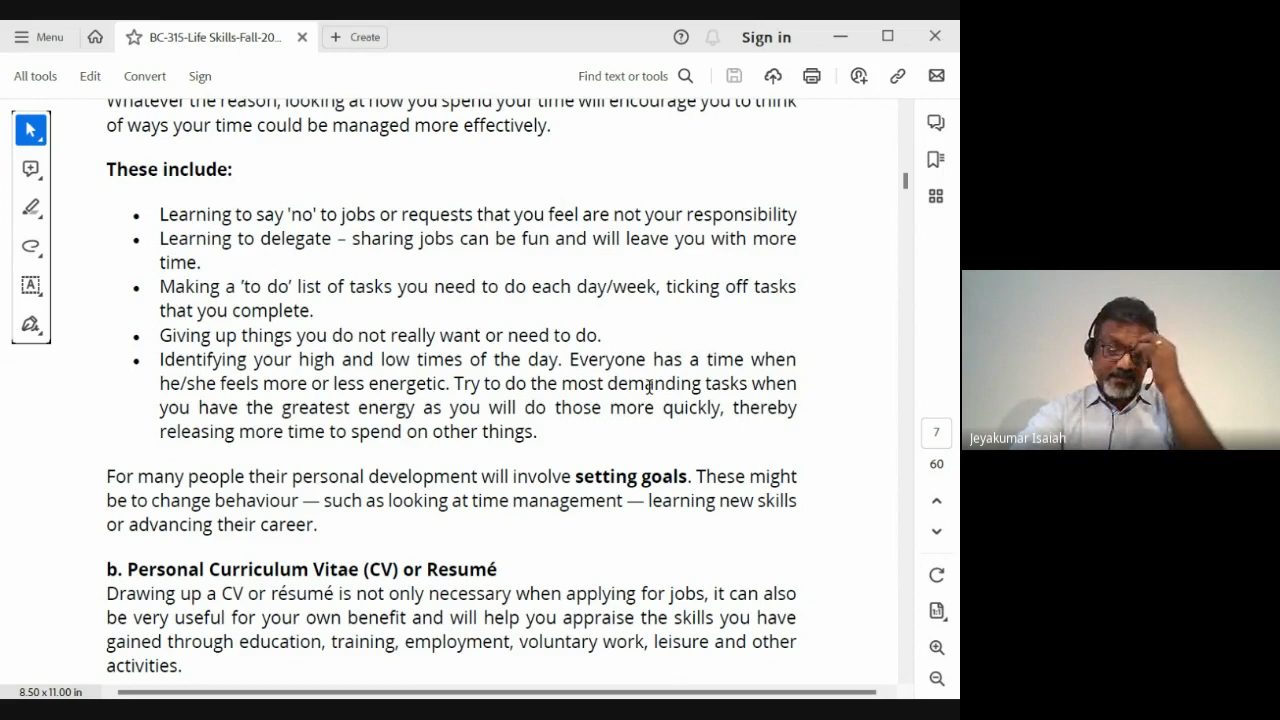 Menu
BC-315-Life Skills-Fall-20...
+ Create
Sign in
All tools
Edit
Convert
Sign
Find text or tools
Whatever the reason, looking at how you spend your time will encourage you to think
of ways your time could be managed more effectively.
These include:
• Learning to say 'no' to jobs or requests that you feel are not your responsibility
• Learning to delegate – sharing jobs can be fun and will leave you with more
time.
• Making a 'to do' list of tasks you need to do each day/week, ticking off tasks
that you complete.
• Giving up things you do not really want or need to do.
• Identifying your high and low times of the day. Everyone has a time when
he/she feels more or less energetic. Try to do the most demanding tasks when
you have the greatest energy as you will do those more quickly, thereby
releasing more time to spend on other things.
For many people their personal development will involve setting goals. These might
be to change behaviour — such as looking at time management — learning new skills
or advancing their career.
b. Personal Curriculum Vitae (CV) or Resumé
Drawing up a CV or résumé is not only necessary when applying for jobs, it can also
be very useful for your own benefit and will help you appraise the skills you have
gained through education, training, employment, voluntary work, leisure and other
activities.
8.50 x 11.00 in
7
60
Jeyakumar Isaiah